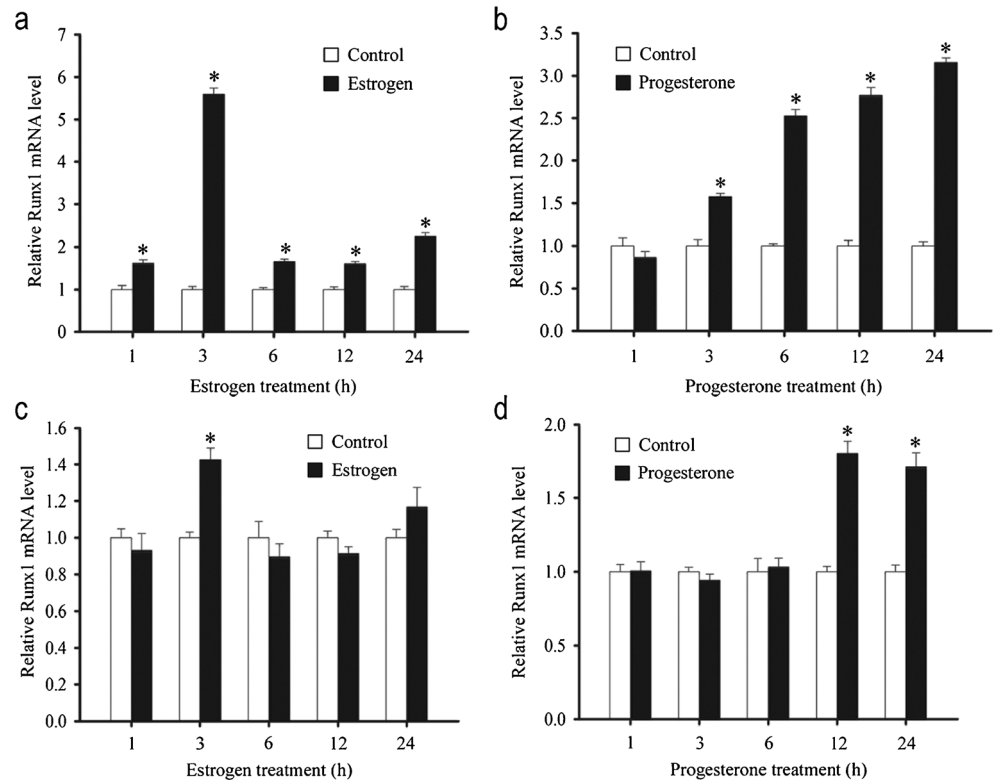 a
7
6
5
4
3
2
1
0
Relative Runx1 mRNA level
Control
Estrogen
* * * * *
1 3 6 12 24
Estrogen treatment (h)
b
3.5
3.0
2.5
2.0
1.5
1.0
0.5
0.0
Relative Runx1 mRNA level
Control
Progesterone
* * * *
1 3 6 12 24
Progesterone treatment (h)
c
1.6
1.4
1.2
1.0
0.8
0.6
0.4
0.2
0.0
Relative Runx1 mRNA level
Control
Estrogen
*
1 3 6 12 24
Estrogen treatment (h)
d
2.0
1.5
1.0
0.5
0.0
Relative Runx1 mRNA level
Control
Progesterone
* *
1 3 6 12 24
Progesterone treatment (h)